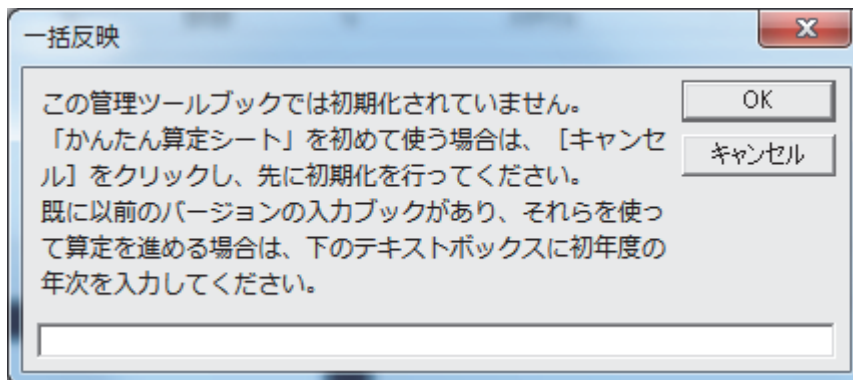 一括反映
この管理ツールブックでは初期化されていません。
「かんたん算定シート」を初めて使う場合は、［キャンセ
ル］をクリックし、先に初期化を行ってください。
既に以前のバージョンの入力ブックがあり、それらを使っ
て算定を進める場合は、下のテキストボックスに初年度の
年次を入力してください。
OK
キャンセル